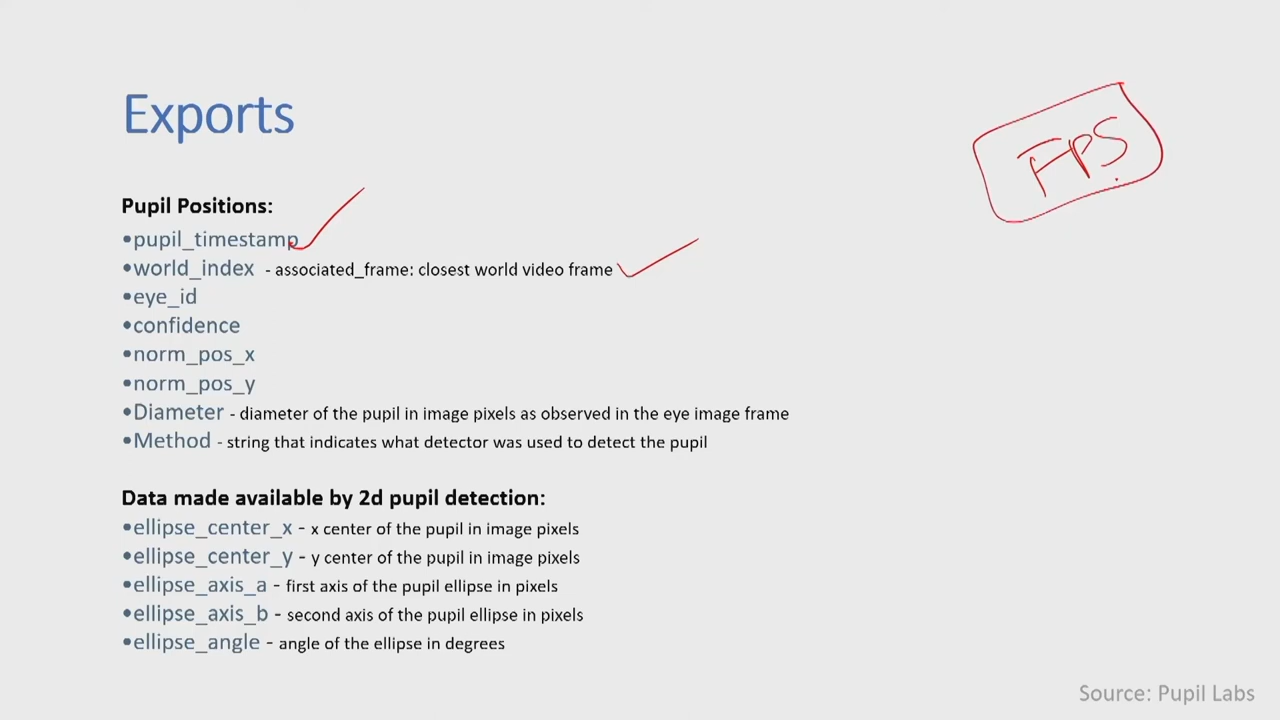 Exports
FPS
Pupil Positions:
•pupil_timestamp
•world_index - associated_frame: closest world video frame
•eye_id
•confidence
•norm_pos_x
•norm_pos_y
•Diameter - diameter of the pupil in image pixels as observed in the eye image frame
•Method - string that indicates what detector was used to detect the pupil
Data made available by 2d pupil detection:
•ellipse_center_x - x center of the pupil in image pixels
•ellipse_center_y - y center of the pupil in image pixels
•ellipse_axis_a - first axis of the pupil ellipse in pixels
•ellipse_axis_b - second axis of the pupil ellipse in pixels
•ellipse_angle - angle of the ellipse in degrees
Source: Pupil Labs